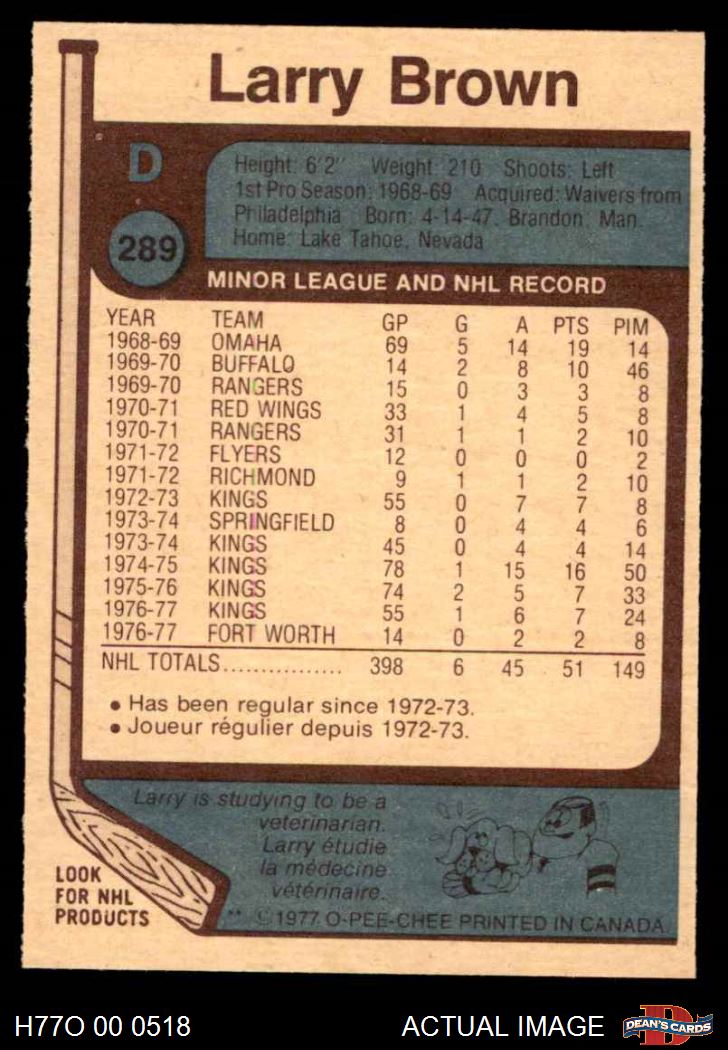 Larry Brown
D
Height: 6'2" Weight: 210 Shoots: Left
1st Pro Season: 1968-69 Acquired: Waivers from
Philadelphia Born: 4-14-47, Brandon, Man.
Home: Lake Tahoe, Nevada
289
MINOR LEAGUE AND NHL RECORD
YEAR TEAM GP G A PTS PIM
1968-69 OMAHA 69 5 14 19 14
1969-70 BUFFALO 14 2 8 10 46
1969-70 RANGERS 15 0 3 3 8
1970-71 RED WINGS 33 1 4 5 8
1970-71 RANGERS 31 1 1 2 10
1971-72 FLYERS 12 0 0 0 2
1971-72 RICHMOND 9 1 1 2 10
1972-73 KINGS 55 0 7 7 8
1973-74 SPRINGFIELD 8 0 4 4 6
1973-74 KINGS 45 0 4 4 14
1974-75 KINGS 78 1 15 16 50
1975-76 KINGS 74 2 5 7 33
1976-77 KINGS 55 1 6 7 24
1976-77 FORT WORTH 14 0 2 2 8
NHL TOTALS................ 398 6 45 51 149
• Has been regular since 1972-73.
• Joueur régulier depuis 1972-73.
Larry is studying to be a
veterinarian.
Larry étudie
la médecine
vétérinaire.
LOOK
FOR NHL
PRODUCTS
** ©1977 O-PEE-CHEE PRINTED IN CANADA.
H77O 00 0518 ACTUAL IMAGE
D
DEAN'S CARDS